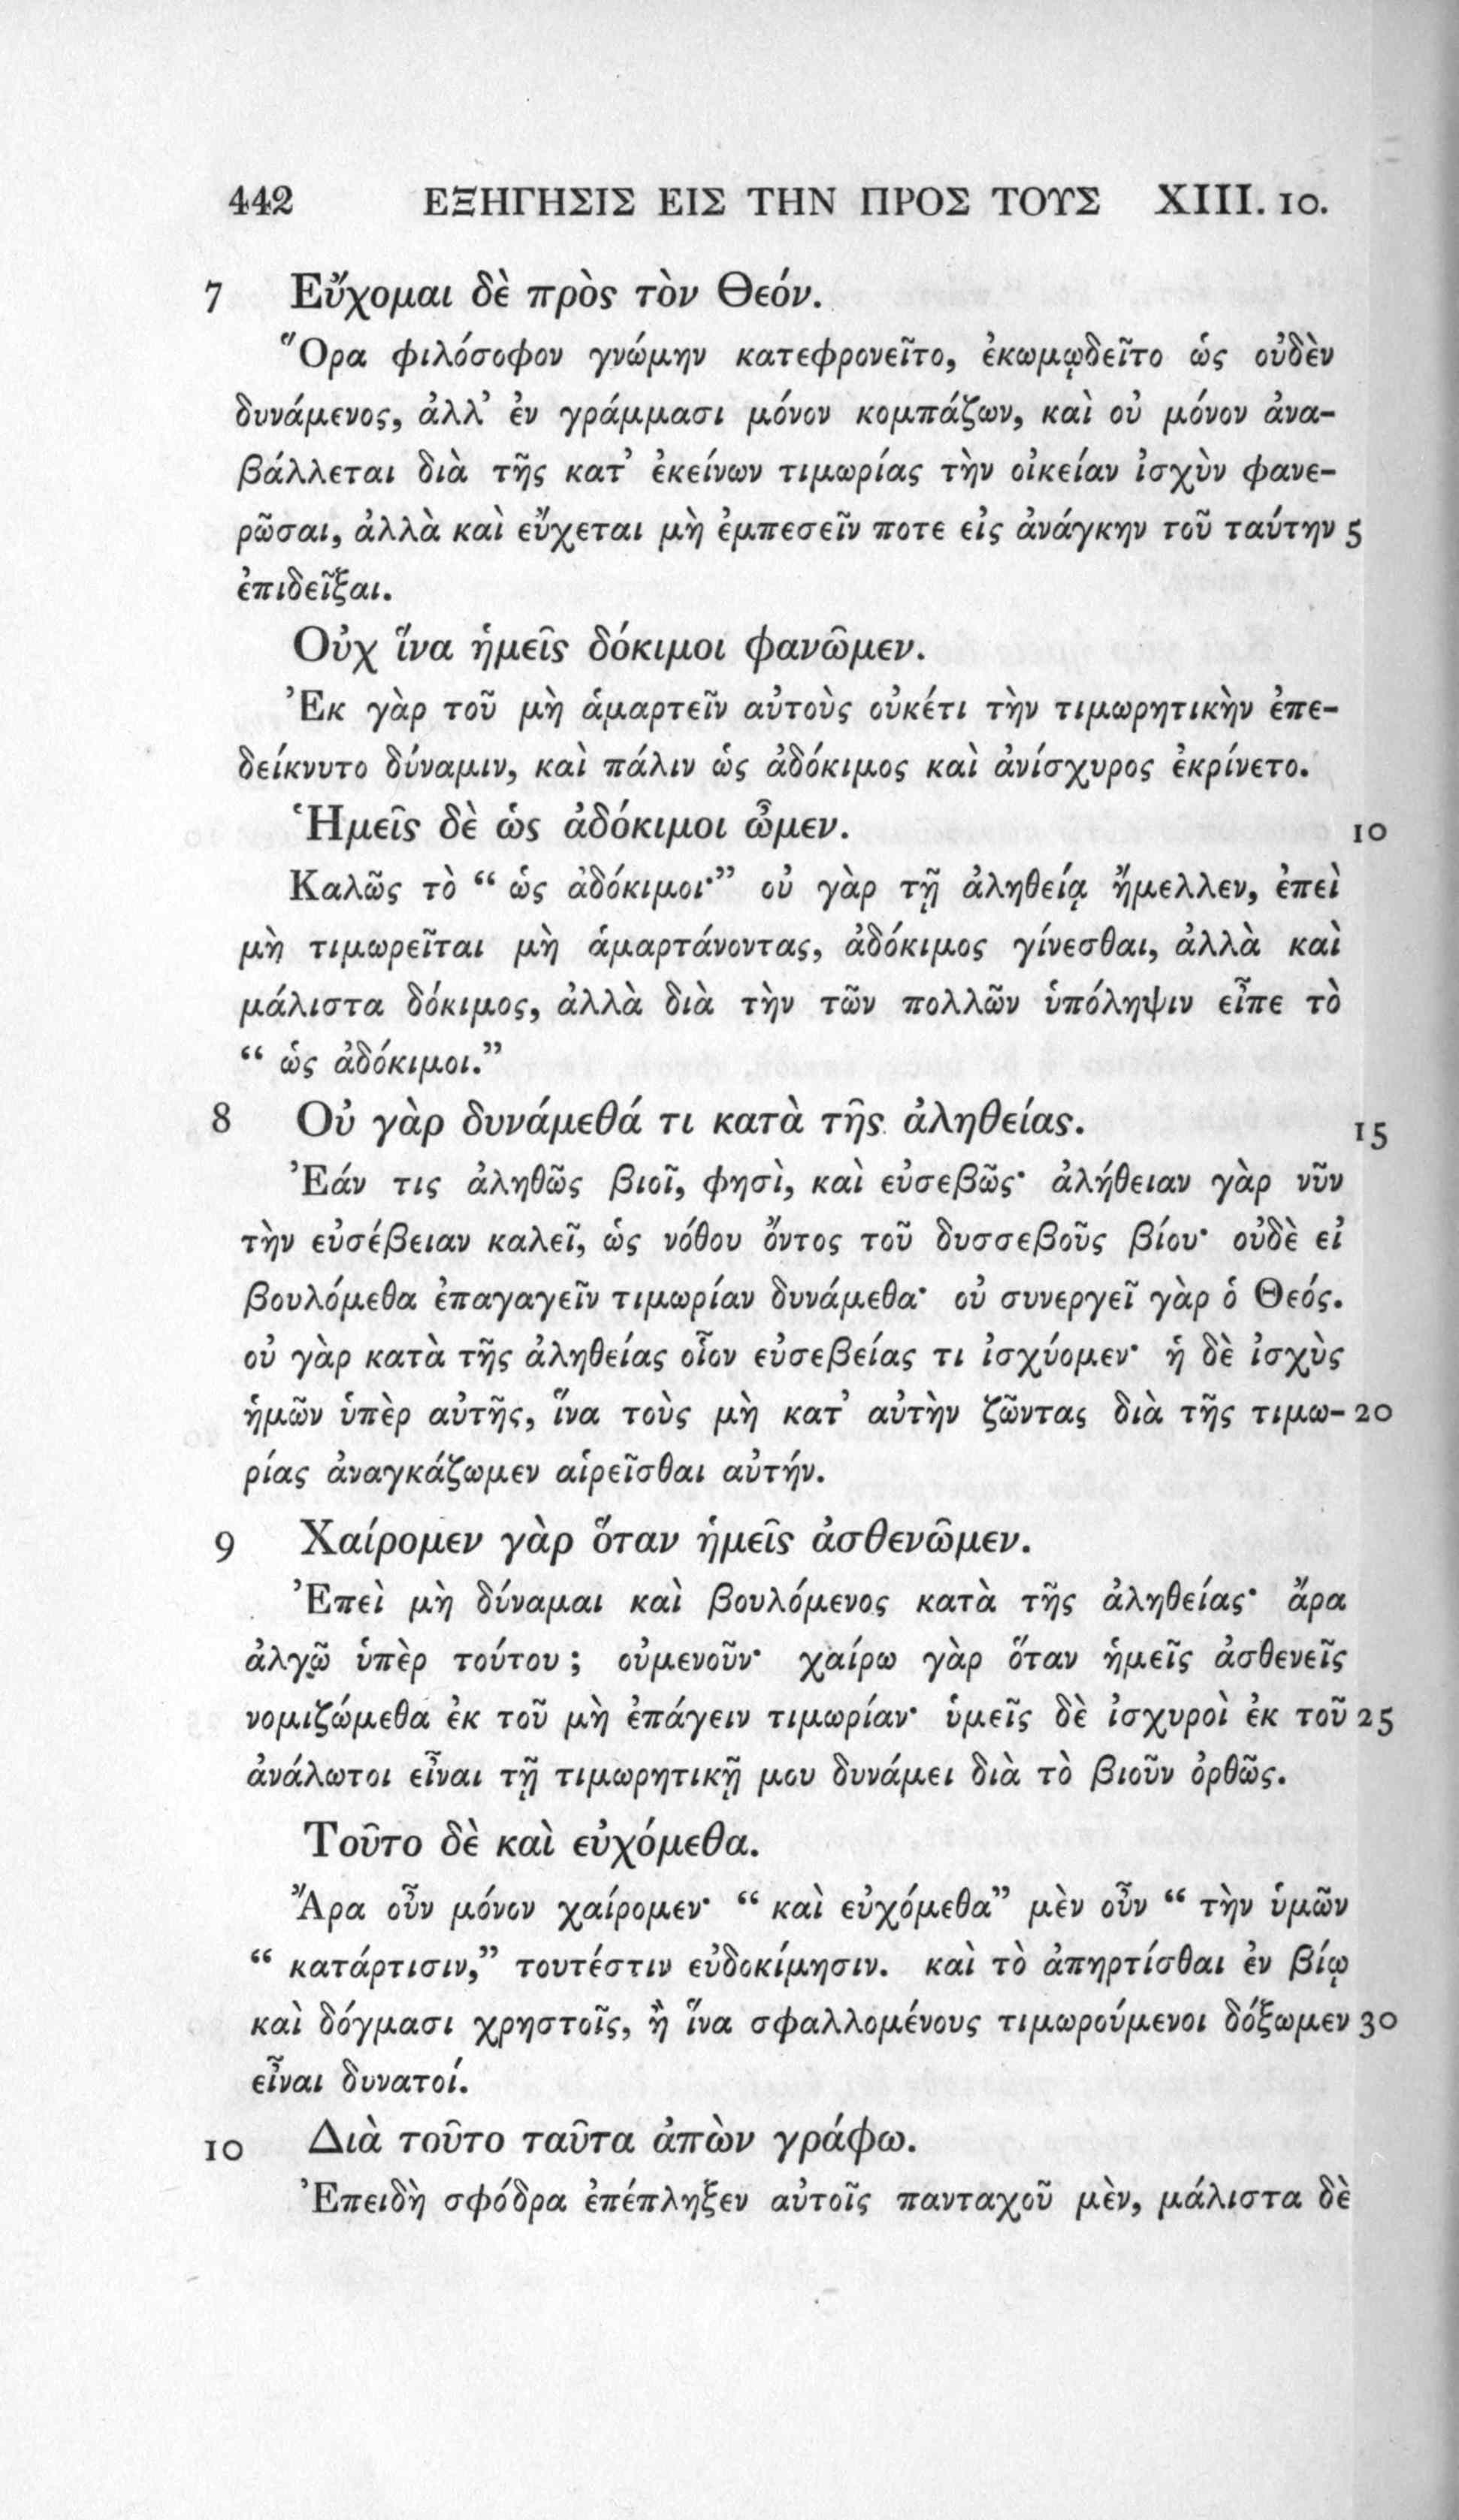 442 ΕΞΗΓΗΣΙΣ ΕΙΣ ΤΗΝ ΠΡΟΣ ΤΟΥΣ XIII. 10.
7 Εὔχομαι δὲ πρὸς τὸν Θεόν.
Ὅρα φιλόσοφον γνώμην κατεφρονεῖτο, ἐκωμῳδεῖτο ὡς οὐδὲν
δυνάμενος, ἀλλ’ ἐν γράμμασι μόνον κομπάζων, καὶ οὐ μόνον ἀνα-
βάλλεται διὰ τῆς κατ’ ἐκείνων τιμωρίας τὴν οἰκείαν ἰσχὺν φανε-
ρῶσαι, ἀλλὰ καὶ εὔχεται μὴ ἐμπεσεῖν ποτε εἰς ἀνάγκην τοῦ ταύτην 5
ἐπιδεῖξαι.
Οὐχ ἵνα ἡμεῖς δόκιμοι φανῶμεν.
Ἐκ γὰρ τοῦ μὴ ἁμαρτεῖν αὐτοὺς οὐκέτι τὴν τιμωρητικὴν ἐπε-
δείκνυτο δύναμιν, καὶ πάλιν ὡς ἀδόκιμος καὶ ἀνίσχυρος ἐκρίνετο.
Ἡμεῖς δὲ ὡς ἀδόκιμοι ὦμεν. 10
Καλῶς τὸ “ ὡς ἀδόκιμοι·” οὐ γὰρ τῇ ἀληθείᾳ ἤμελλεν, ἐπεὶ
μὴ τιμωρεῖται μὴ ἁμαρτάνοντας, ἀδόκιμος γίνεσθαι, ἀλλὰ καὶ
μάλιστα δόκιμος, ἀλλὰ διὰ τὴν τῶν πολλῶν ὑπόληψιν εἶπε τὸ
“ ὡς ἀδόκιμοι.”
8 Οὐ γὰρ δυνάμεθά τι κατὰ τῆς ἀληθείας. 15
Ἐάν τις ἀληθῶς βιοῖ, φησὶ, καὶ εὐσεβῶς· ἀλήθειαν γὰρ νῦν
τὴν εὐσέβειαν καλεῖ, ὡς νόθου ὄντος τοῦ δυσσεβοῦς βίου· οὐδὲ εἰ
βουλόμεθα ἐπαγαγεῖν τιμωρίαν δυνάμεθα· οὐ συνεργεῖ γὰρ ὁ Θεός.
οὐ γὰρ κατὰ τῆς ἀληθείας οἷον εὐσεβείας τι ἰσχύομεν· ἡ δὲ ἰσχὺς
ἡμῶν ὑπὲρ αὐτῆς, ἵνα τοὺς μὴ κατ’ αὐτὴν ζῶντας διὰ τῆς τιμω- 20
ρίας ἀναγκάζωμεν αἱρεῖσθαι αὐτήν.
9 Χαίρομεν γὰρ ὅταν ἡμεῖς ἀσθενῶμεν.
Ἐπεὶ μὴ δύναμαι καὶ βουλόμενος κατὰ τῆς ἀληθείας· ἄρα
ἀλγῶ ὑπὲρ τούτου ; οὐμενοῦν· χαίρω γὰρ ὅταν ἡμεῖς ἀσθενεῖς
νομιζώμεθα ἐκ τοῦ μὴ ἐπάγειν τιμωρίαν· ὑμεῖς δὲ ἰσχυροὶ ἐκ τοῦ 25
ἀνάλωτοι εἶναι τῇ τιμωρητικῇ μου δυνάμει διὰ τὸ βιοῦν ὀρθῶς.
Τοῦτο δὲ καὶ εὐχόμεθα.
Ἄρα οὖν μόνον χαίρομεν· “ καὶ εὐχόμεθα” μὲν οὖν “ τὴν ὑμῶν
“ κατάρτισιν,” τουτέστιν εὐδοκίμησιν. καὶ τὸ ἀπηρτίσθαι ἐν βίῳ
καὶ δόγμασι χρηστοῖς, ἢ ἵνα σφαλλομένους τιμωρούμενοι δόξωμεν 30
εἶναι δυνατοί.
10 Διὰ τοῦτο ταῦτα ἀπὼν γράφω.
Ἐπειδὴ σφόδρα ἐπέπληξεν αὐτοῖς πανταχοῦ μὲν, μάλιστα δὲ